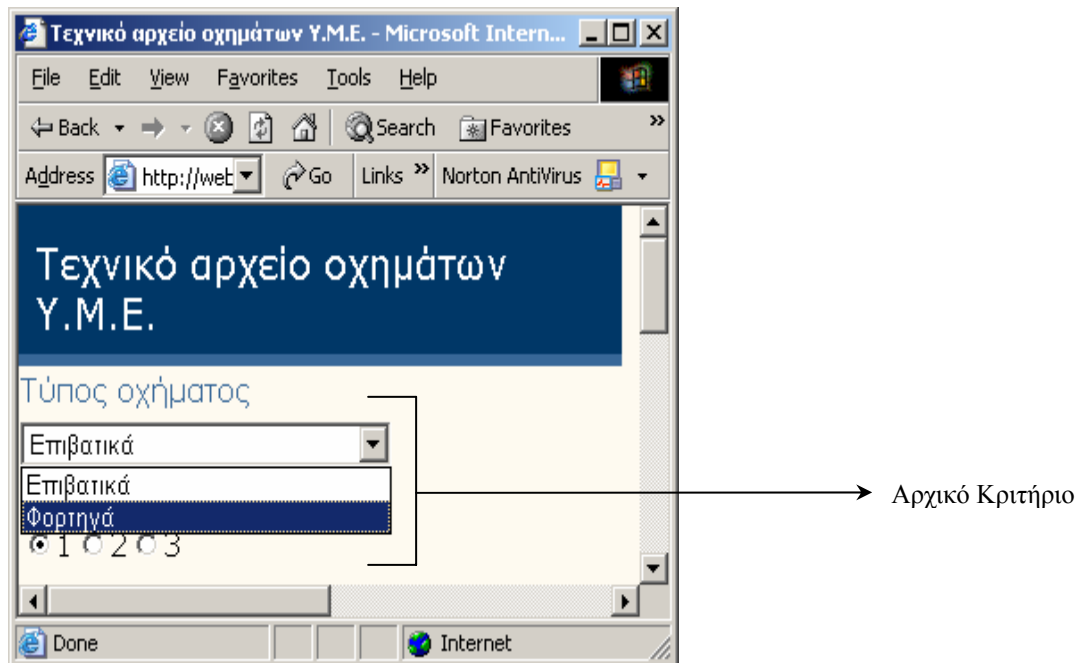 Τεχνικό αρχείο οχημάτων Υ.Μ.Ε. - Microsoft Intern...
File Edit View Favorites Tools Help
Back Search Favorites »
Address http://web Go Links » Norton AntiVirus
Τεχνικό αρχείο οχημάτων
Υ.Μ.Ε.
Τύπος οχήματος
Επιβατικά
Επιβατικά
Φορτηγά
1 2 3
Αρχικό Κριτήριο
Done Internet